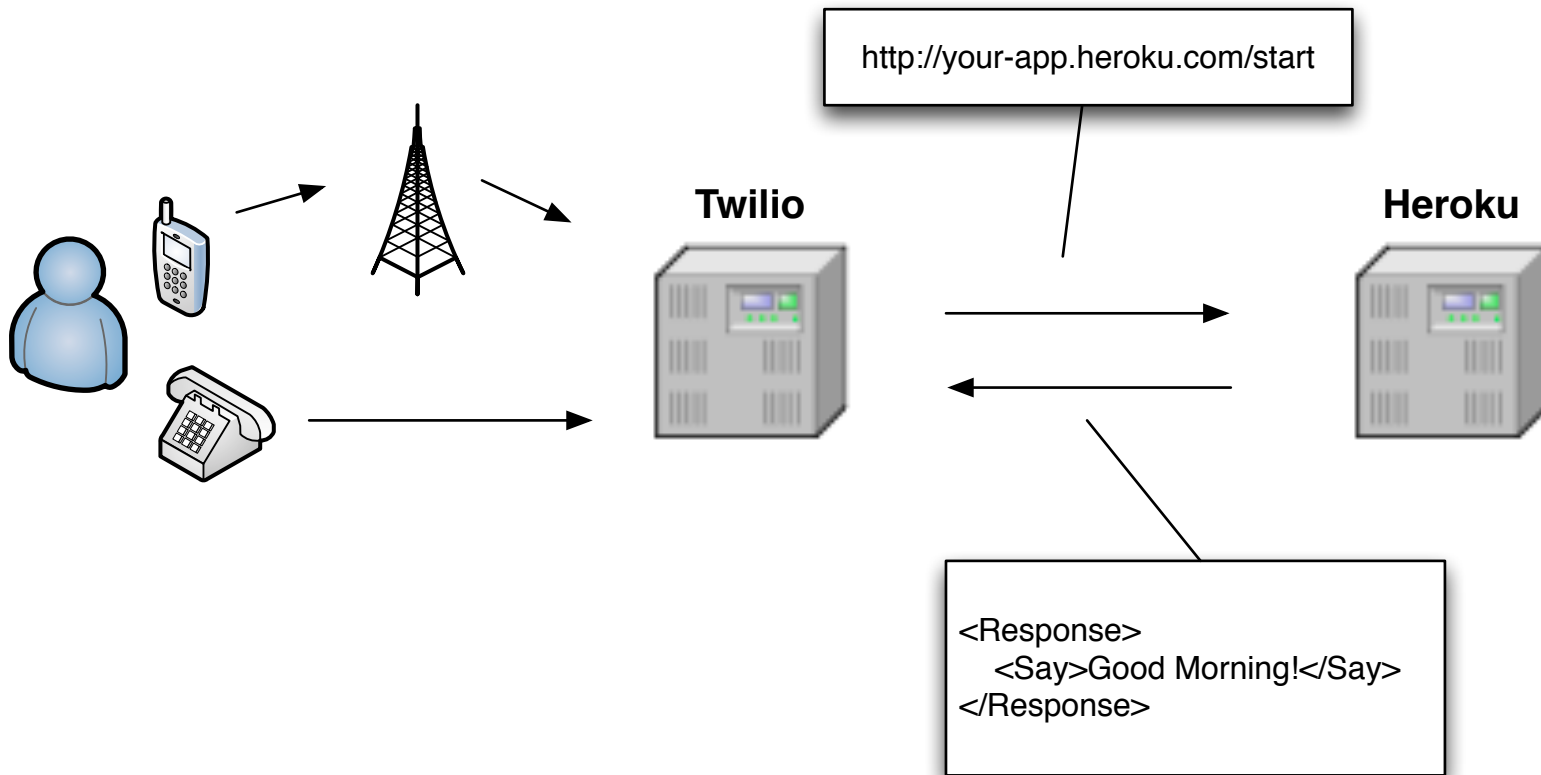 http://your-app.heroku.com/start
Twilio
Heroku
<Response>
<Say>Good Morning!</Say>
</Response>